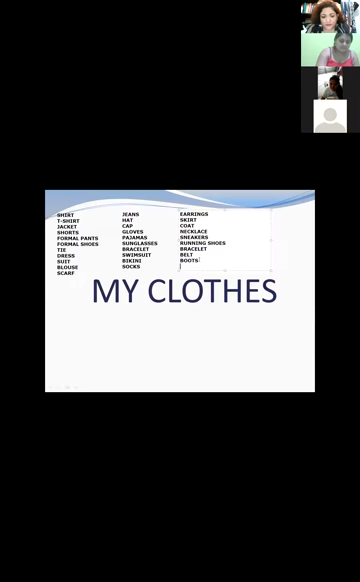 SHIRT
T-SHIRT
JACKET
SHORTS
FORMAL PANTS
FORMAL SHOES
TIE
DRESS
SUIT
BLOUSE
SCARF
JEANS
HAT
CAP
GLOVES
PAJAMAS
SUNGLASSES
BRACELET
SWIMSUIT
BIKINI
SOCKS
EARRINGS
SKIRT
COAT
NECKLACE
SNEAKERS
RUNNING SHOES
BRACELET
BELT
BOOTS
MY CLOTHES